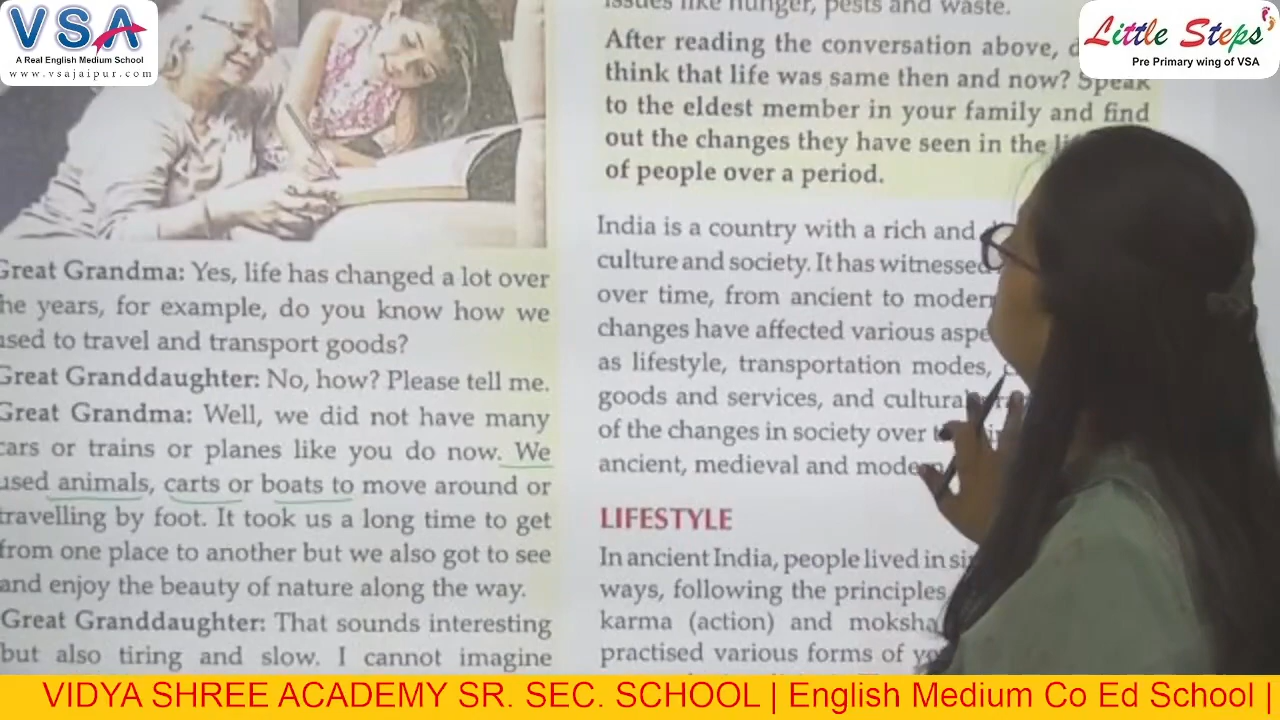 VSA
A Real English Medium School
www.vsajaipur.com
Little Steps
Pre Primary wing of VSA
Great Grandma: Yes, life has changed a lot over
he years, for example, do you know how we
used to travel and transport goods?
Great Granddaughter: No, how? Please tell me.
Great Grandma: Well, we did not have many
cars or trains or planes like you do now. We
used animals, carts or boats to move around or
travelling by foot. It took us a long time to get
from one place to another but we also got to see
and enjoy the beauty of nature along the way.
Great Granddaughter: That sounds interesting
but also tiring and slow. I cannot imagine
issues like hunger, pests and waste.
After reading the conversation above,
think that life was same then and now? Speak
to the eldest member in your family and find
out the changes they have seen in the
of people over a period.
India is a country with a rich and
culture and society. It has witnessed
over time, from ancient to modern
changes have affected various
as lifestyle, transportation modes,
goods and services, and cultural
of the changes in society over
ancient, medieval and
LIFESTYLE
In ancient India, people lived in
ways, following the principles
karma (action) and moksha
practised various forms of
VIDYA SHREE ACADEMY SR. SEC. SCHOOL | English Medium Co Ed School |